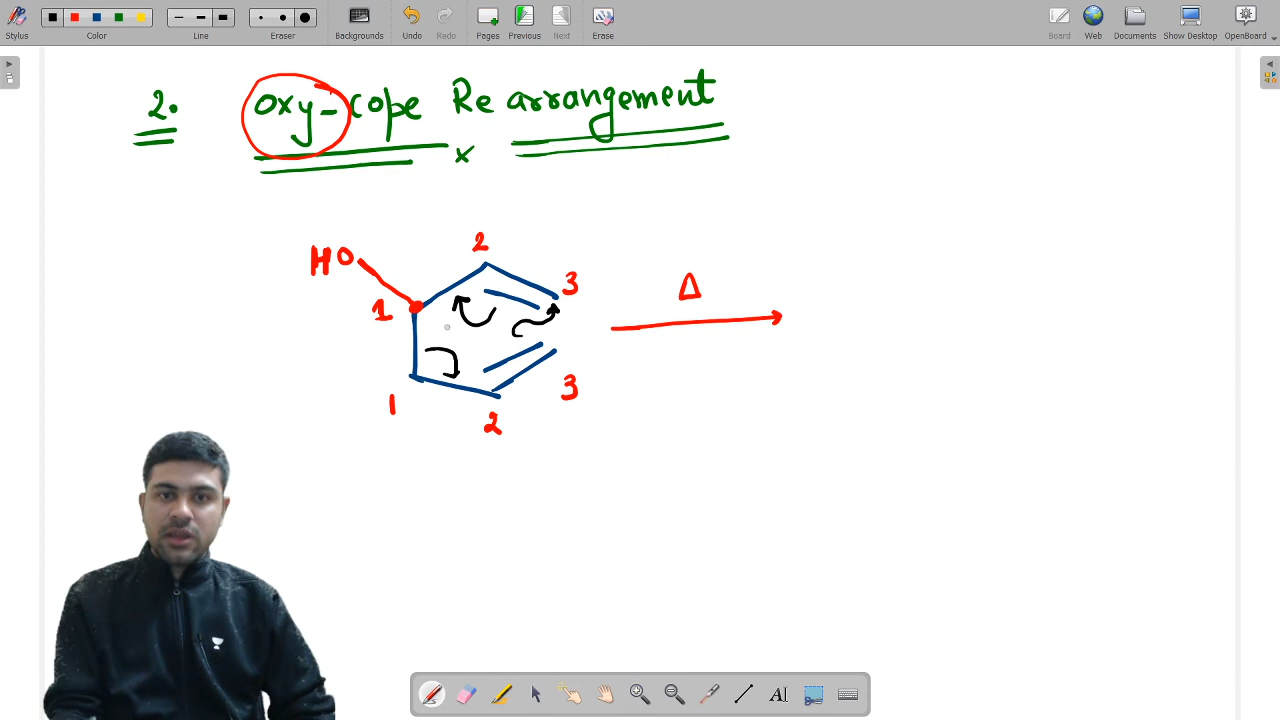 Stylus
Color
Line
Eraser
Backgrounds
Undo
Redo
Pages
Previous
Next
Erase
Board
Web
Documents
Show Desktop
OpenBoard
2. Oxy-Cope Rearrangement
x
HO
2
3
1
Δ
1
2
3
AI